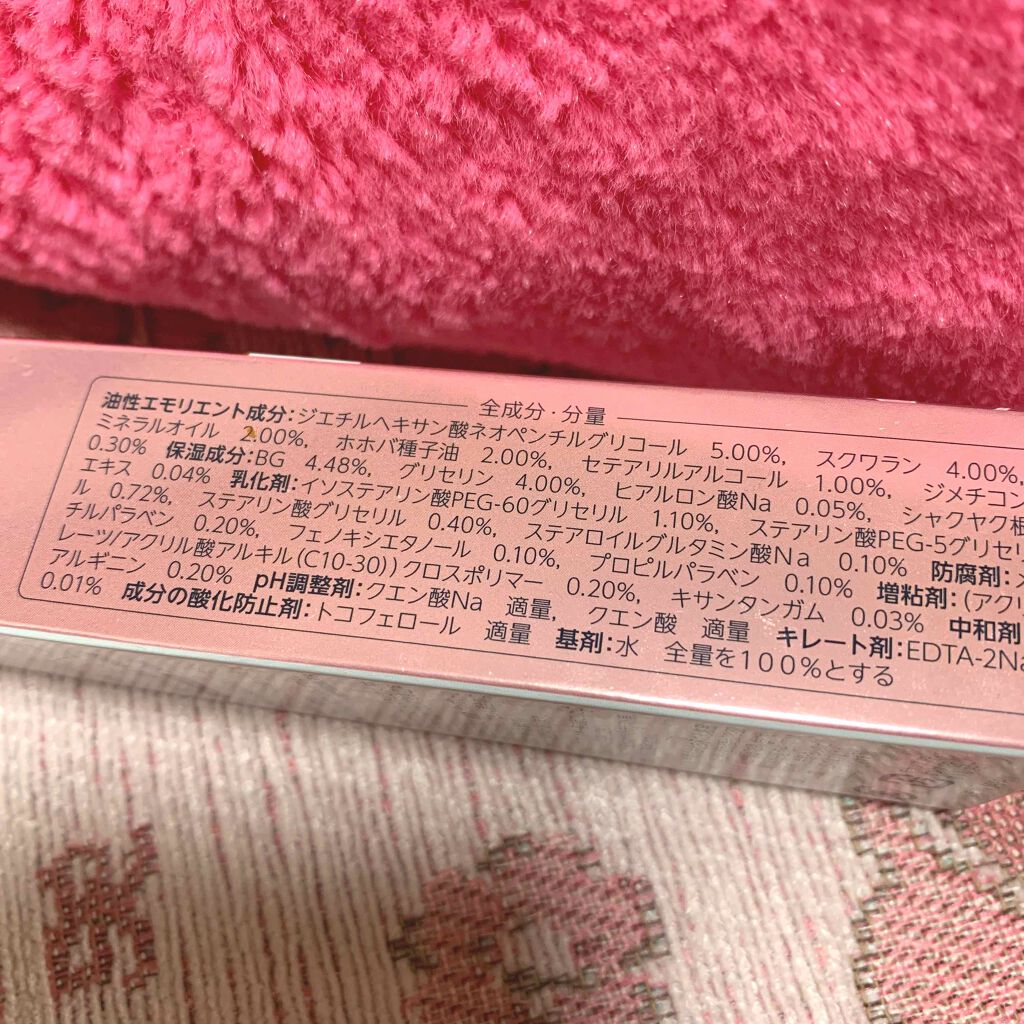 全成分・分量
油性エモリエント成分：ジエチルヘキサン酸ネオペンチルグリコール 5.00%, スクワラン 4.00%,
ミネラルオイル 2.00%, ホホバ種子油 2.00%, セテアリルアルコール 1.00%, ジメチコン
0.30% 保湿成分：BG 4.48%, グリセリン 4.00%, ヒアルロン酸Na 0.05%, シャクヤク根
エキス 0.04% 乳化剤：イソステアリン酸PEG-60グリセリル 1.10%, ステアリン酸PEG-5グリセリ
ル 0.72%, ステアリン酸グリセリル 0.40%, ステアロイルグルタミン酸Na 0.10% 防腐剤：メ
チルパラベン 0.20%, フェノキシエタノール 0.10%, プロピルパラベン 0.10% 増粘剤：(アクリ
レーツ/アクリル酸アルキル(C10-30))クロスポリマー 0.20%, キサンタンガム 0.03% 中和剤
アルギニン 0.20% pH調整剤：クエン酸Na 適量, クエン酸 適量 キレート剤：EDTA-2Na
0.01% 成分の酸化防止剤：トコフェロール 適量 基剤：水 全量を100%とする